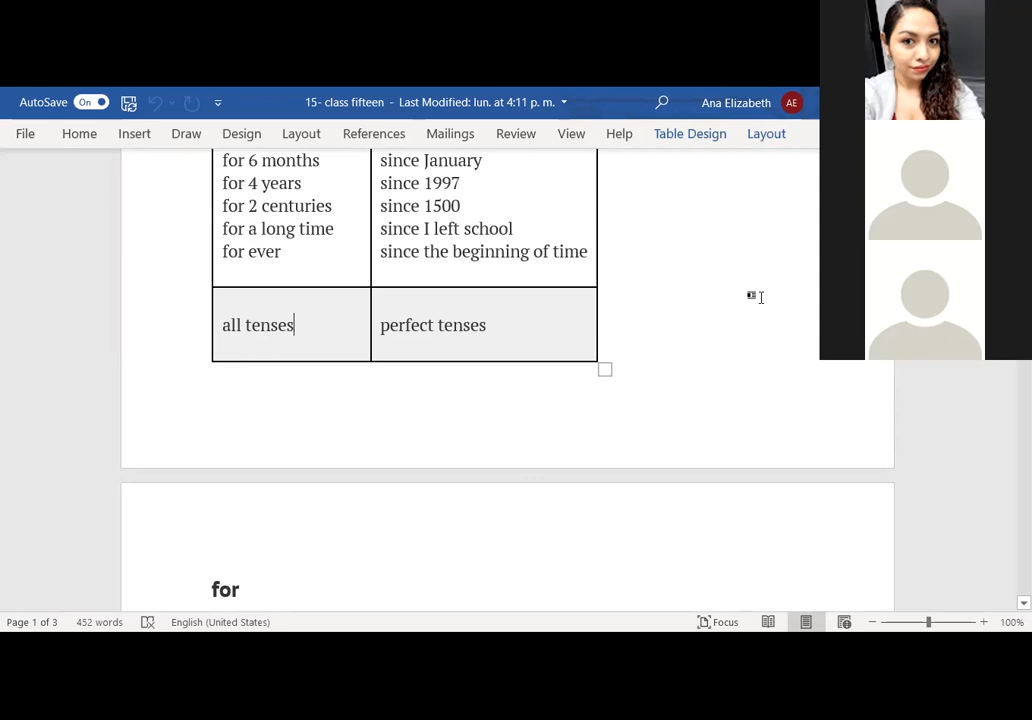 AutoSave On 15- class fifteen - Last Modified: lun. at 4:11 p. m. Ana Elizabeth AE
File Home Insert Draw Design Layout References Mailings Review View Help Table Design Layout
for 6 months since January
for 4 years since 1997
for 2 centuries since 1500
for a long time since I left school
for ever since the beginning of time
all tenses perfect tenses
for
Page 1 of 3 452 words English (United States) Focus 100%